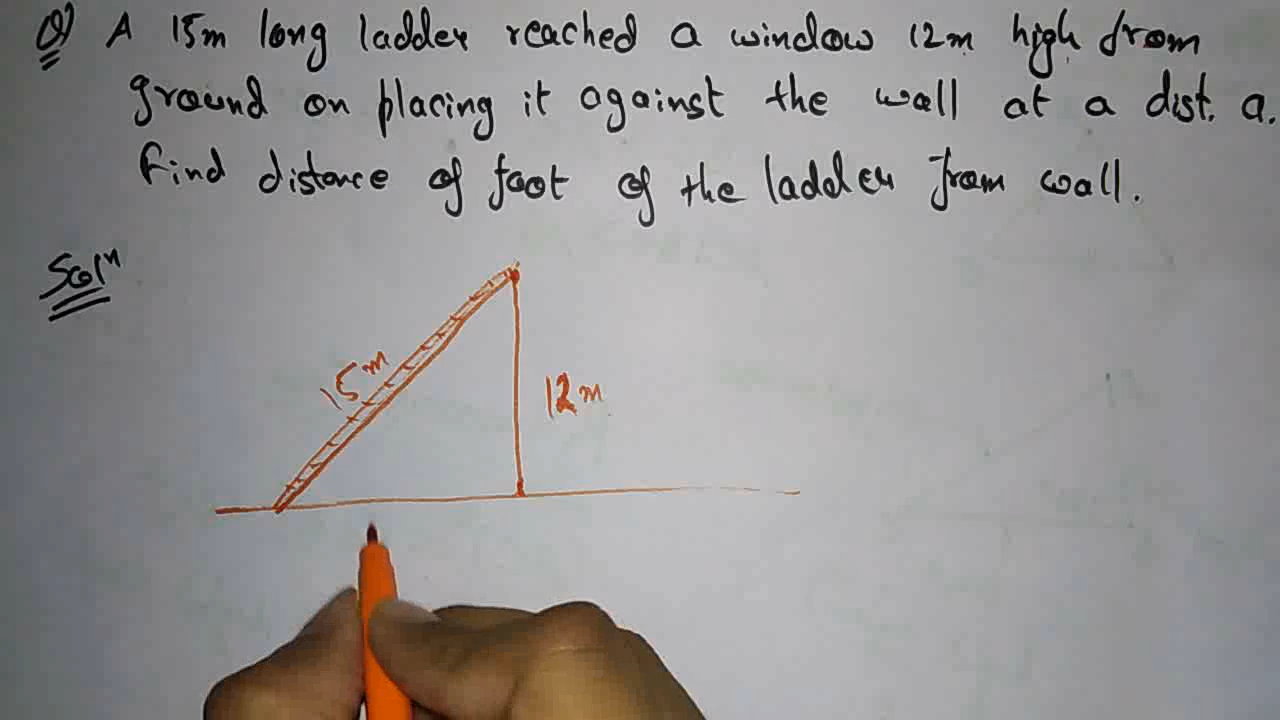 Q) A 15m long ladder reached a window 12m high from
ground on placing it against the wall at a dist. a.
Find distance of foot of the ladder from wall.
Solⁿ
15m
12m